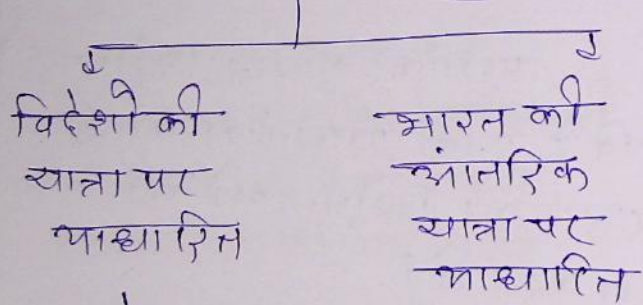 विदेशो की
यात्रा पर
आधारित
भारत की
आंतरिक
यात्रा पर
आधारित